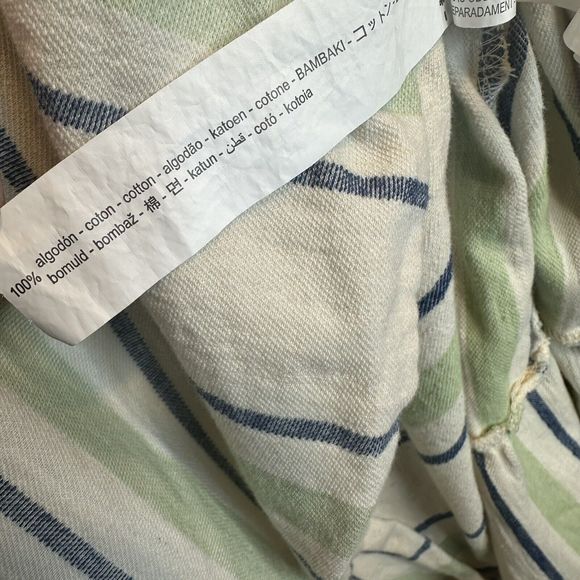 100% algodón - coton - cotton - algodão - katoen - cotone - BAMBAKI - コットン
bomuld - bombaž - 棉 - 면 - katun - قطن - cotó - kotoia
EPARADAMENT